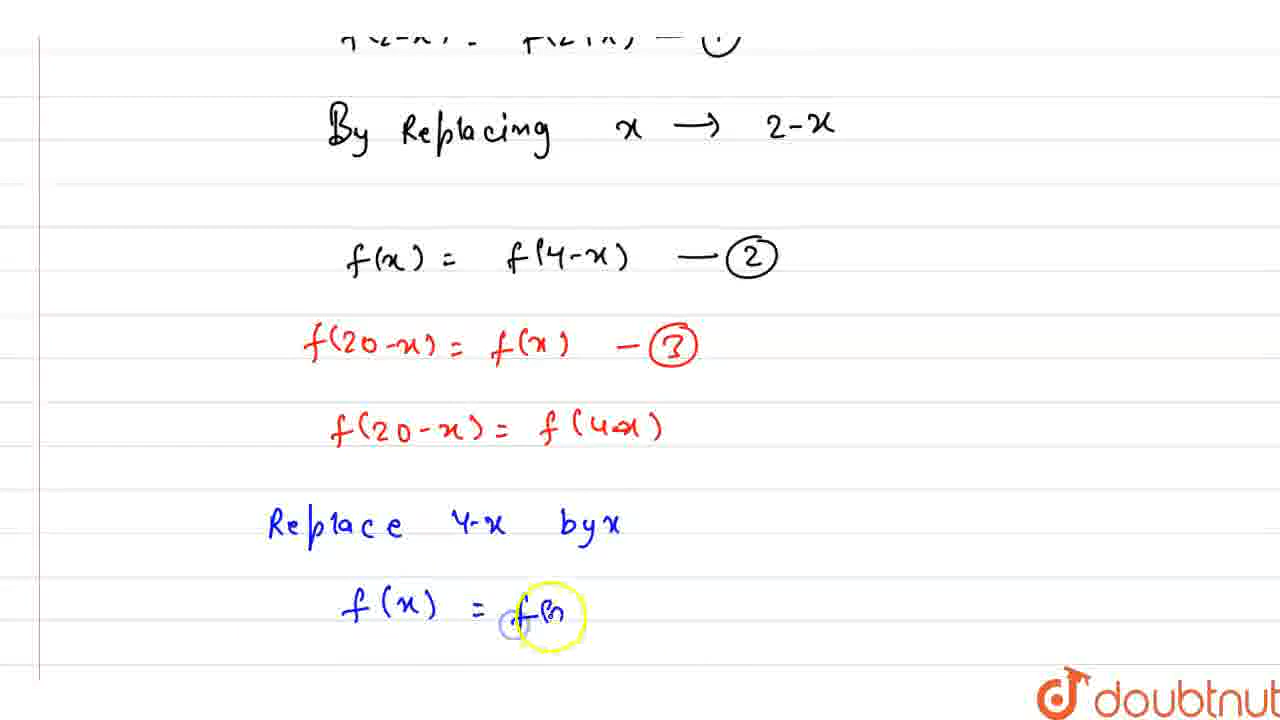 By Replacing x → 2-x
f(x) = f(4-x) — 2
f(20-x) = f(x) — 3
f(20-x) = f(4-x)
Replace 4-x by x
f(x) =
doubtnut